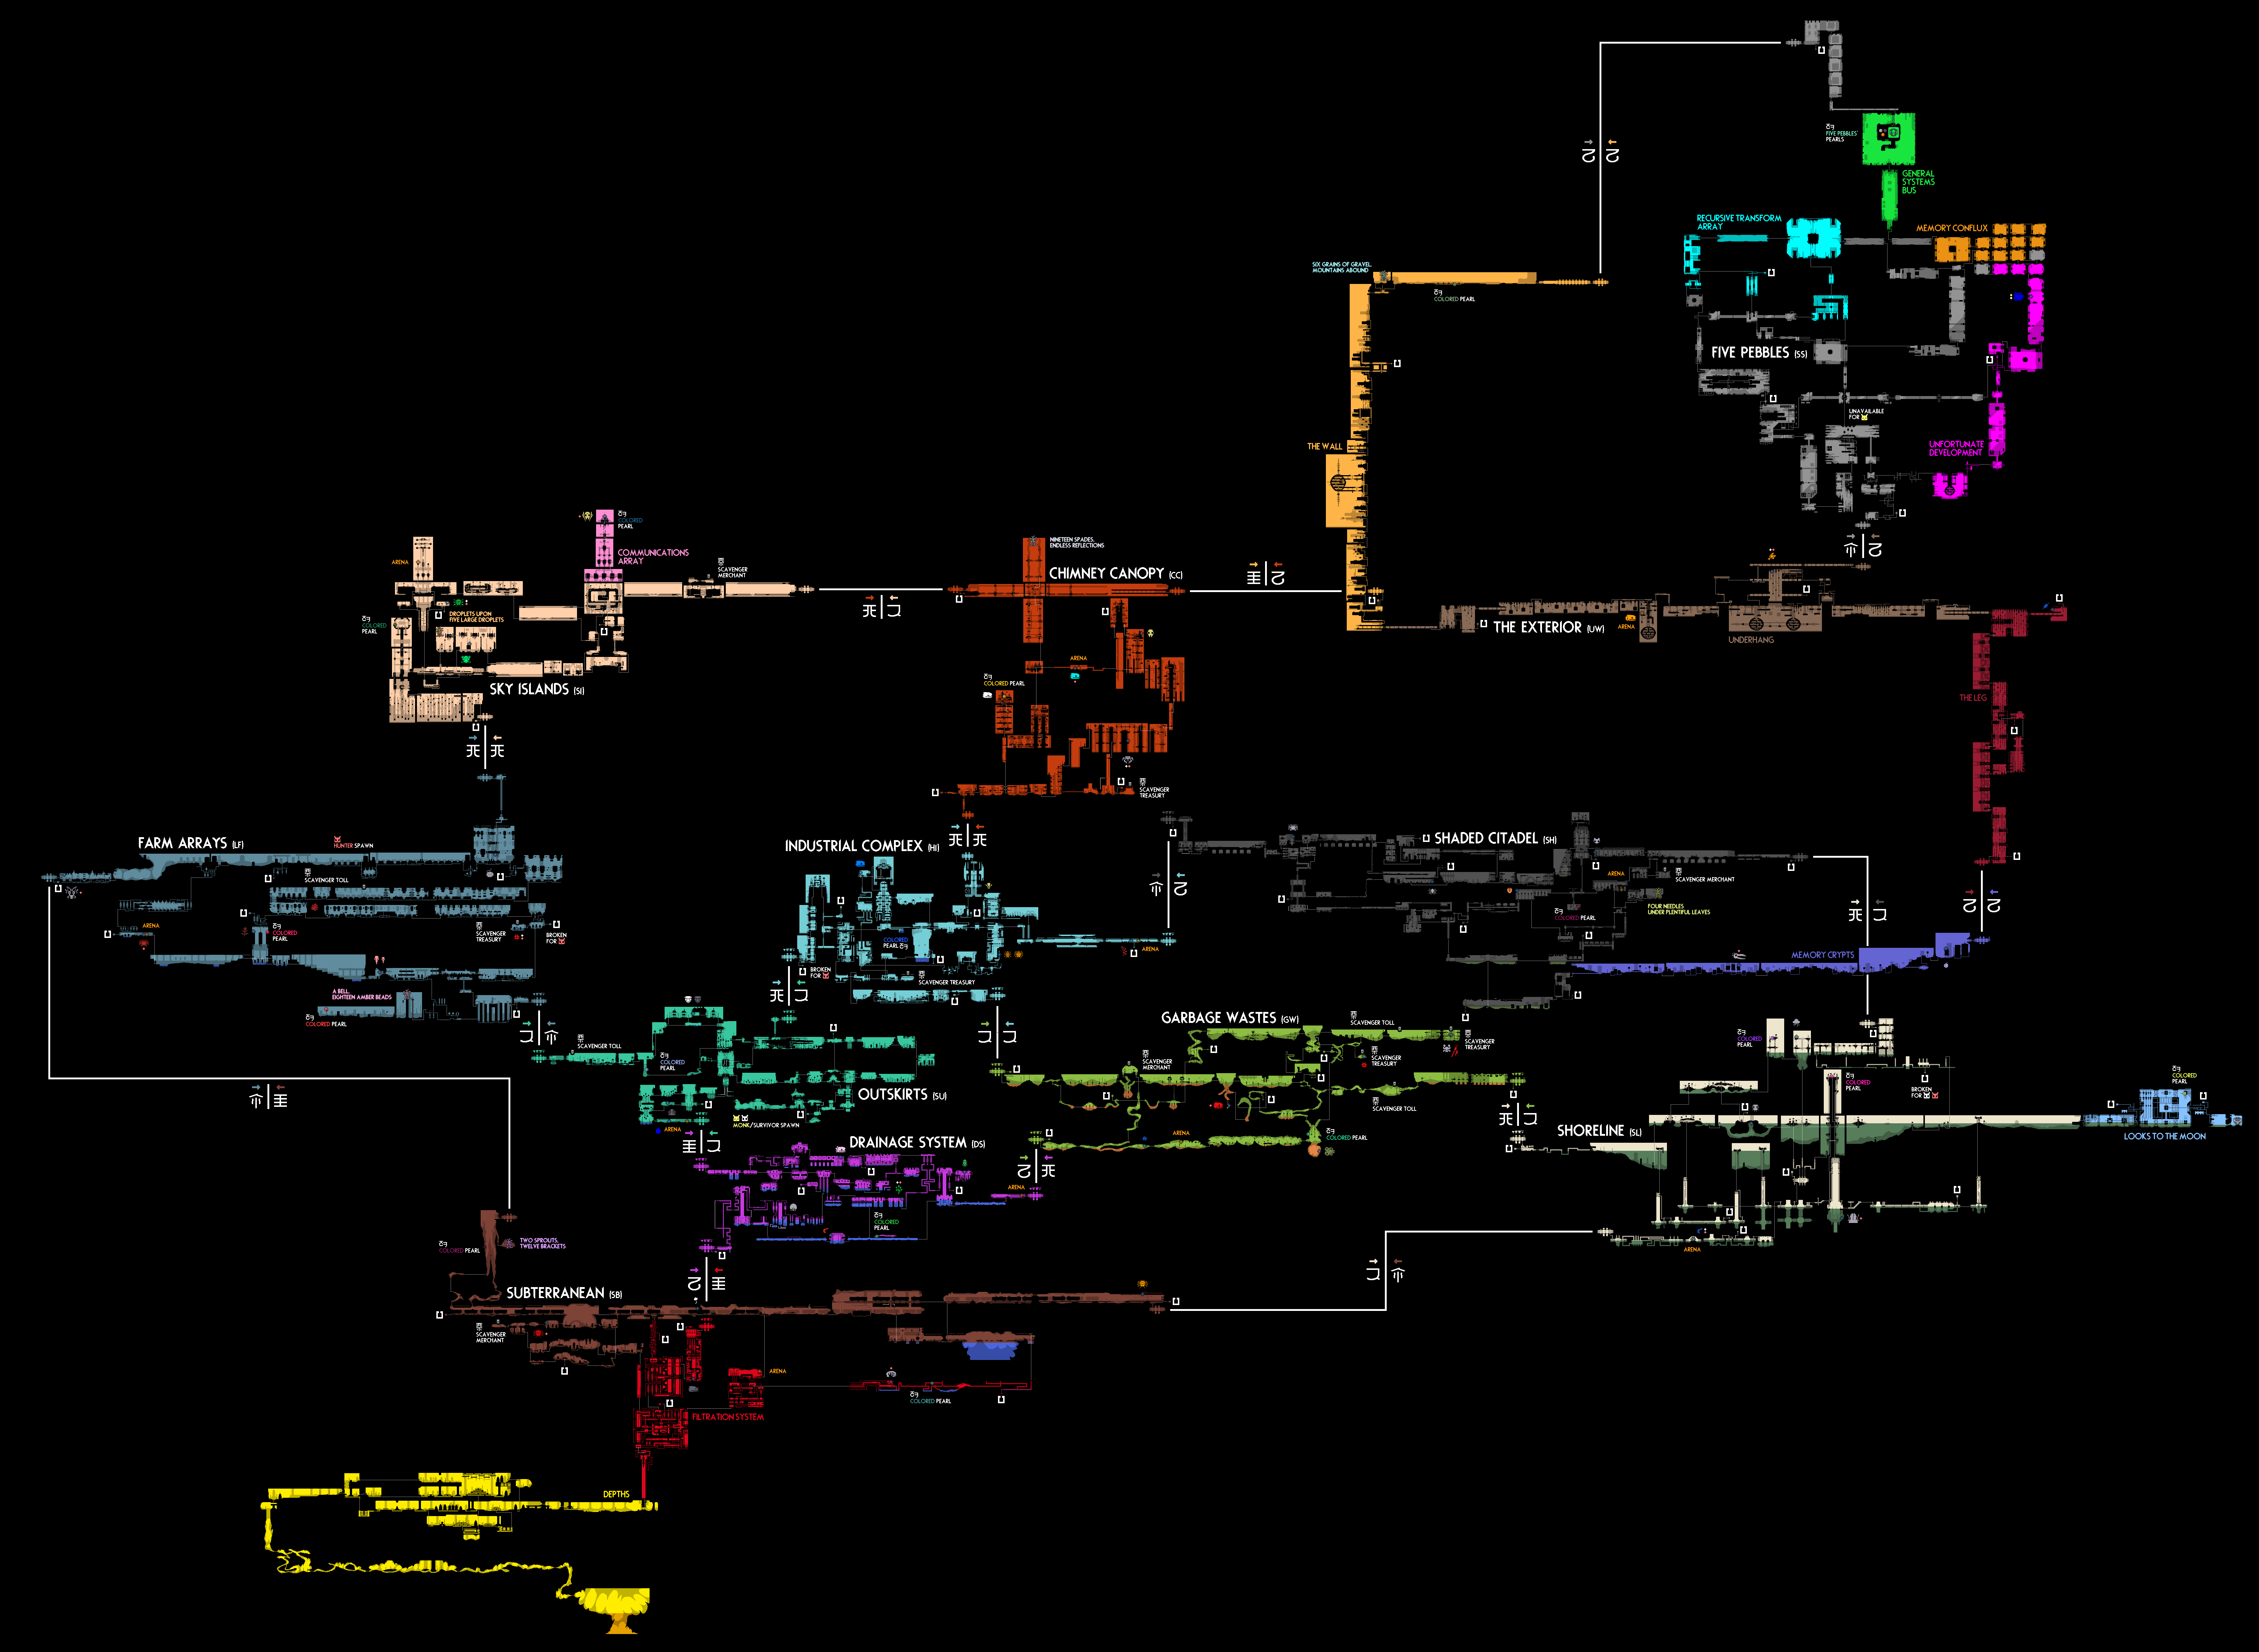 FIVE PEBBLES'
PEARLS
GENERAL
SYSTEMS
BUS
RECURSIVE TRANSFORM
ARRAY
MEMORY CONFLUX
SIX GRAINS OF GRAVEL,
MOUNTAINS ABOUND
COLORED PEARL
FIVE PEBBLES (SS)
UNAVAILABLE
FOR
THE WALL
UNFORTUNATE
DEVELOPMENT
COLORED
PEARL
COMMUNICATIONS
ARRAY
ARENA
SCAVENGER
MERCHANT
NINETEEN SPADES,
ENDLESS REFLECTIONS
CHIMNEY CANOPY (CC)
DROPLETS UPON
FIVE LARGE DROPLETS
COLORED
PEARL
THE EXTERIOR (UW)
ARENA
UNDERHANG
ARENA
COLORED PEARL
SKY ISLANDS (SI)
THE LEG
SCAVENGER
TREASURY
FARM ARRAYS (LF)
HUNTER SPAWN
INDUSTRIAL COMPLEX (HI)
SHADED CITADEL (SH)
SCAVENGER TOLL
ARENA
SCAVENGER MERCHANT
FOUR NEEDLES
UNDER PLENTIFUL LEAVES
COLORED PEARL
ARENA
COLORED
PEARL
SCAVENGER
TREASURY
BROKEN
FOR
COLORED
PEARL
ARENA
MEMORY CRYPTS
BROKEN
FOR
SCAVENGER TREASURY
A BELL,
EIGHTEEN AMBER BEADS
COLORED PEARL
GARBAGE WASTES (GW)
SCAVENGER TOLL
SCAVENGER
TREASURY
SCAVENGER TOLL
COLORED
PEARL
SCAVENGER
MERCHANT
SCAVENGER
TREASURY
COLORED
PEARL
COLORED
PEARL
COLORED
PEARL
BROKEN
FOR
OUTSKIRTS (SU)
SCAVENGER TOLL
MONK/SURVIVOR SPAWN
ARENA
SHORELINE (SL)
LOOKS TO THE MOON
ARENA
COLORED PEARL
DRAINAGE SYSTEM (DS)
ARENA
COLORED
PEARL
TWO SPROUTS,
TWELVE BRACKETS
COLORED PEARL
ARENA
SUBTERRANEAN (SB)
SCAVENGER
MERCHANT
ARENA
COLORED PEARL
FILTRATION SYSTEM
DEPTHS